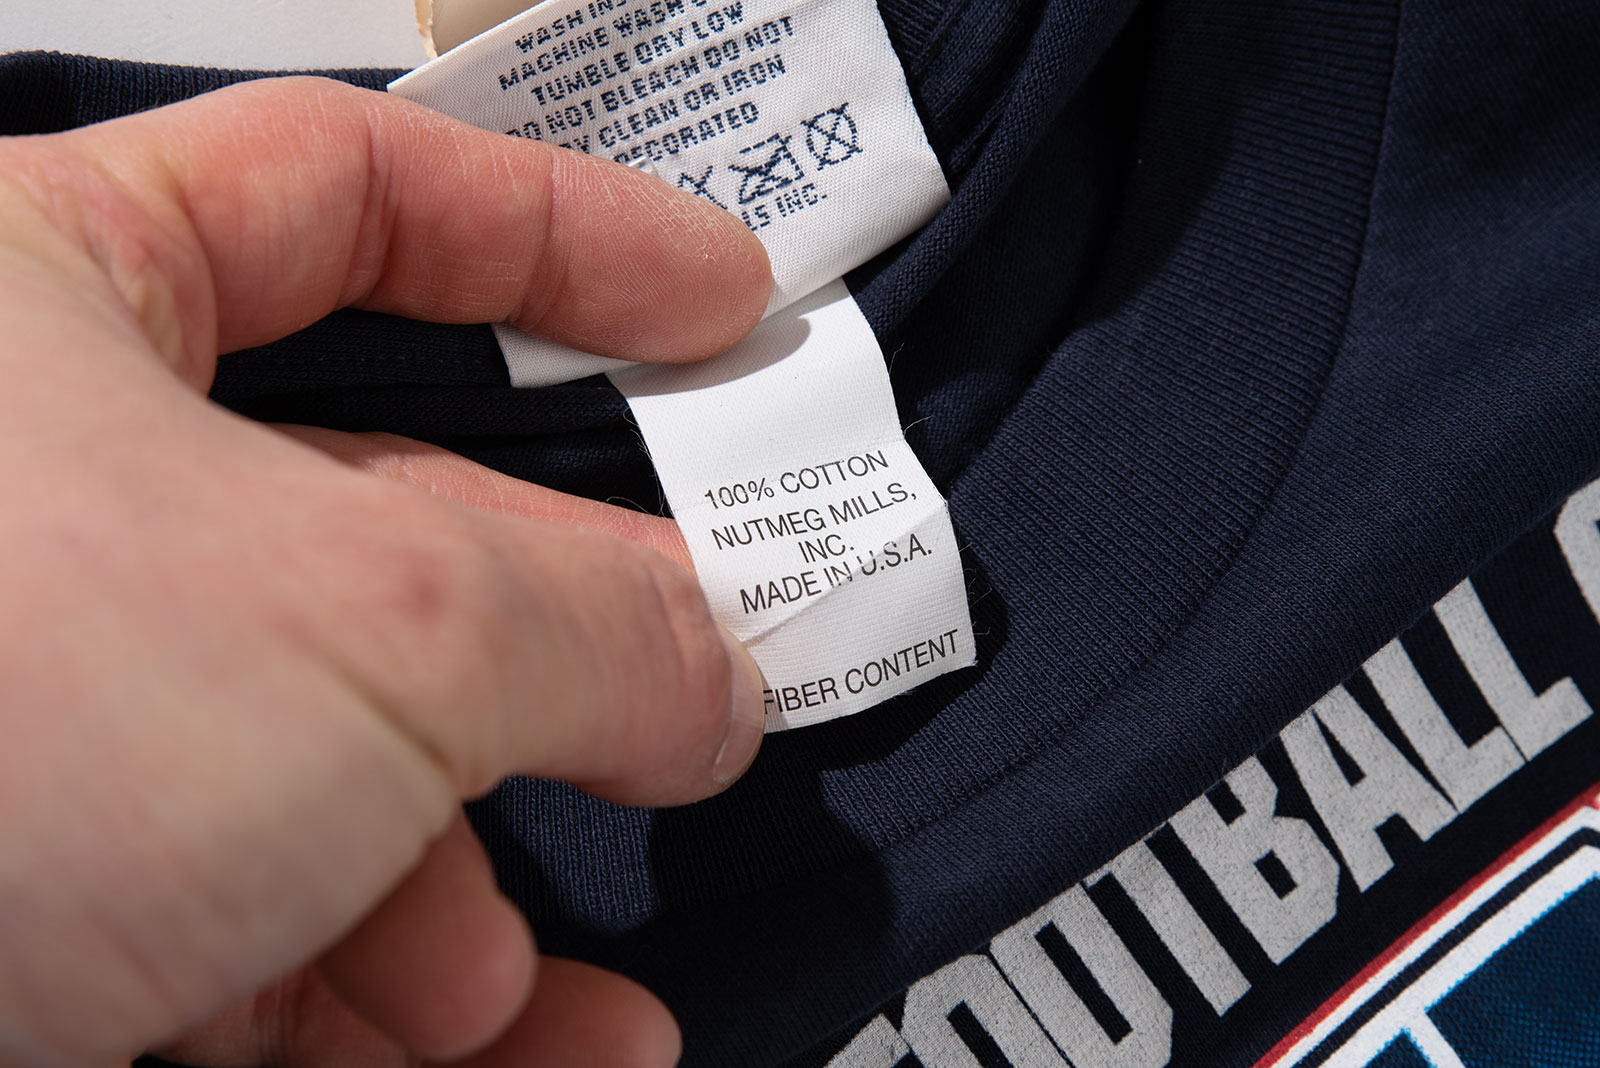 WASH
MACHINE WASH
TUMBLE DRY LOW
DO NOT BLEACH DO NOT
CLEAN OR IRON
DECORATED
INC.
100% COTTON
NUTMEG MILLS,
INC.
MADE IN U.S.A.
FIBER CONTENT
FOOTBALL